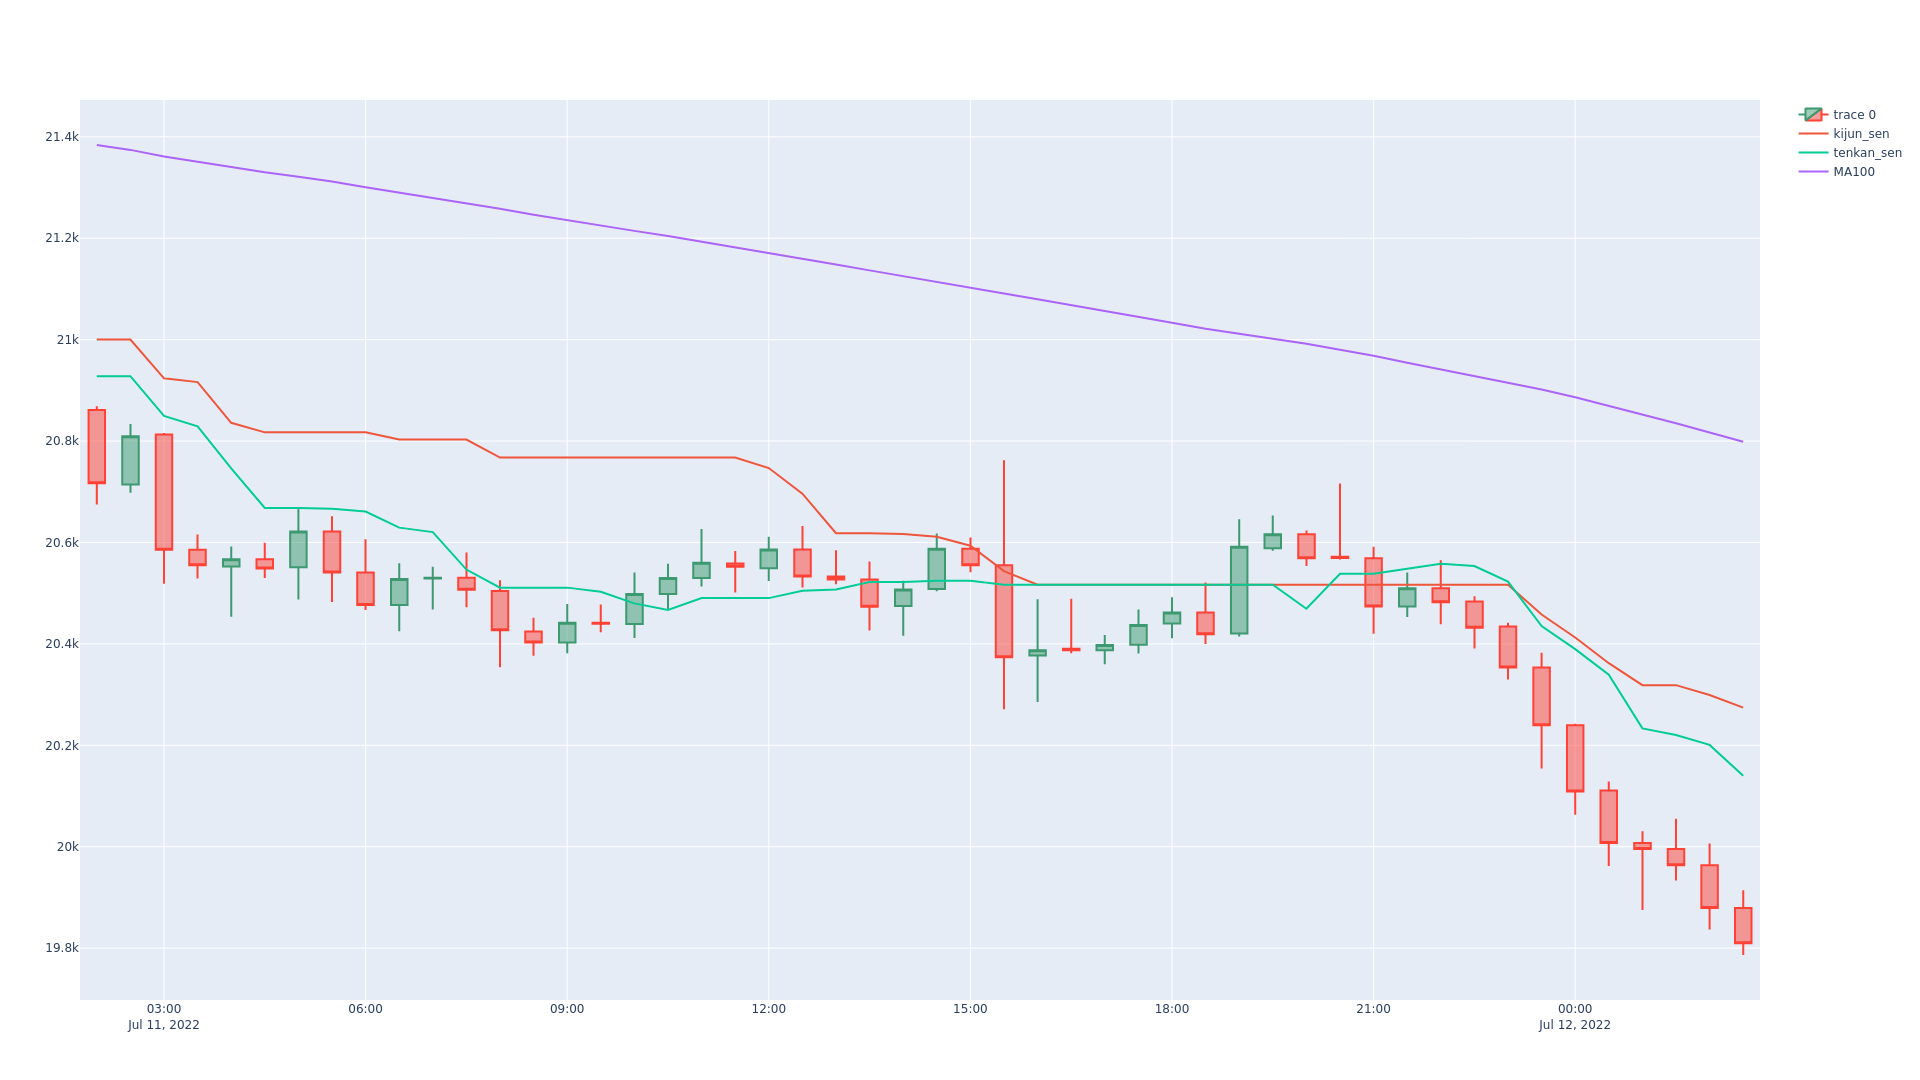 21.4k
21.2k
21k
20.8k
20.6k
20.4k
20.2k
20k
19.8k
03:00
Jul 11, 2022
06:00
09:00
12:00
15:00
18:00
21:00
00:00
Jul 12, 2022
trace 0
kijun_sen
tenkan_sen
MA100